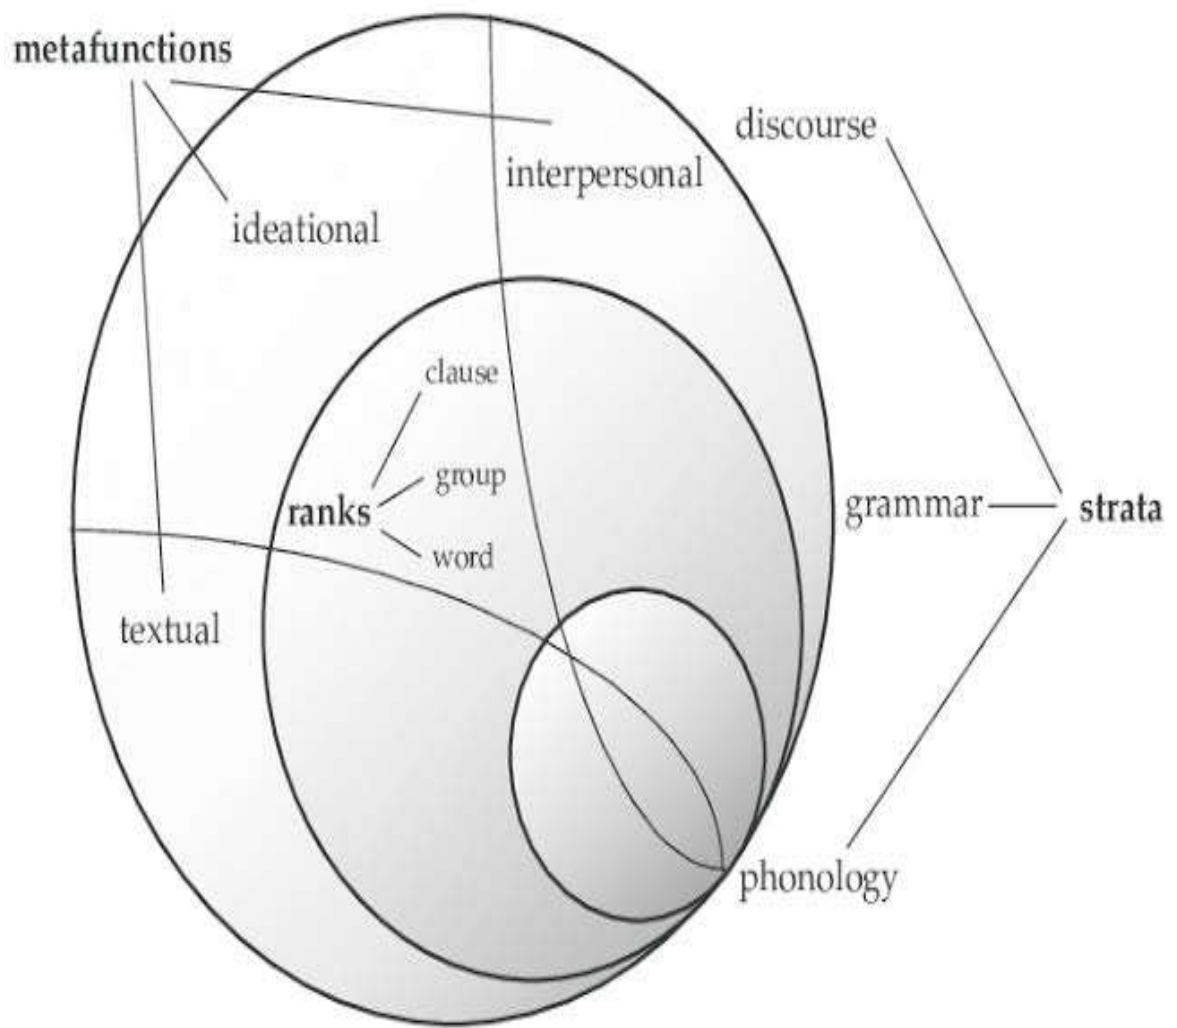 metafunctions
discourse
interpersonal
ideational
clause
group
ranks
grammar
strata
word
textual
phonology